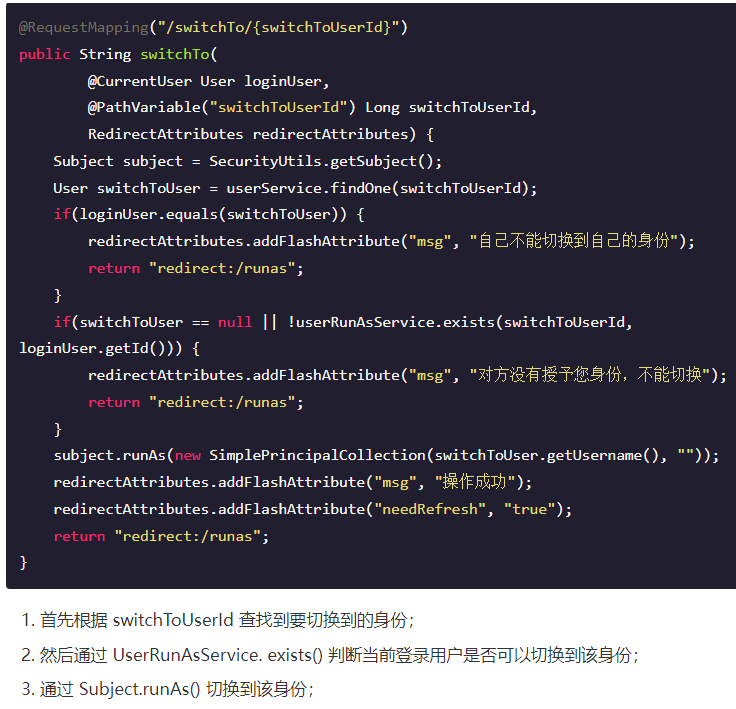 @RequestMapping("/switchTo/{switchToUserId}")
public String switchTo(
        @CurrentUser User loginUser,
        @PathVariable("switchToUserId") Long switchToUserId,
        RedirectAttributes redirectAttributes) {
    Subject subject = SecurityUtils.getSubject();
    User switchToUser = userService.findOne(switchToUserId);
    if(loginUser.equals(switchToUser)) {
        redirectAttributes.addFlashAttribute("msg", "自己不能切换到自己的身份");
        return "redirect:/runas";
    }
    if(switchToUser == null || !userRunAsService.exists(switchToUserId,
loginUser.getId())) {
        redirectAttributes.addFlashAttribute("msg", "对方没有授予您身份，不能切换");
        return "redirect:/runas";
    }
    subject.runAs(new SimplePrincipalCollection(switchToUser.getUsername(), ""));
    redirectAttributes.addFlashAttribute("msg", "操作成功");
    redirectAttributes.addFlashAttribute("needRefresh", "true");
    return "redirect:/runas";
}
1. 首先根据 switchToUserId 查找到要切换到的身份；
2. 然后通过 UserRunAsService. exists() 判断当前登录用户是否可以切换到该身份；
3. 通过 Subject.runAs() 切换到该身份；